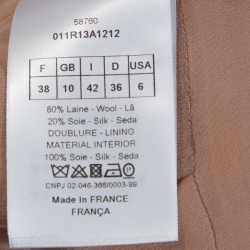 58760
011R13A1212
F GB I D USA
38 10 42 36 6
80% Laine - Wool - Lã
20% Soie - Silk - Seda
DOUBLURE - LINING
MATERIAL INTERIOR
100% Soie - Silk - Seda
CNPJ 02-046-366/0003-99
Made In FRANCE
FRANÇA